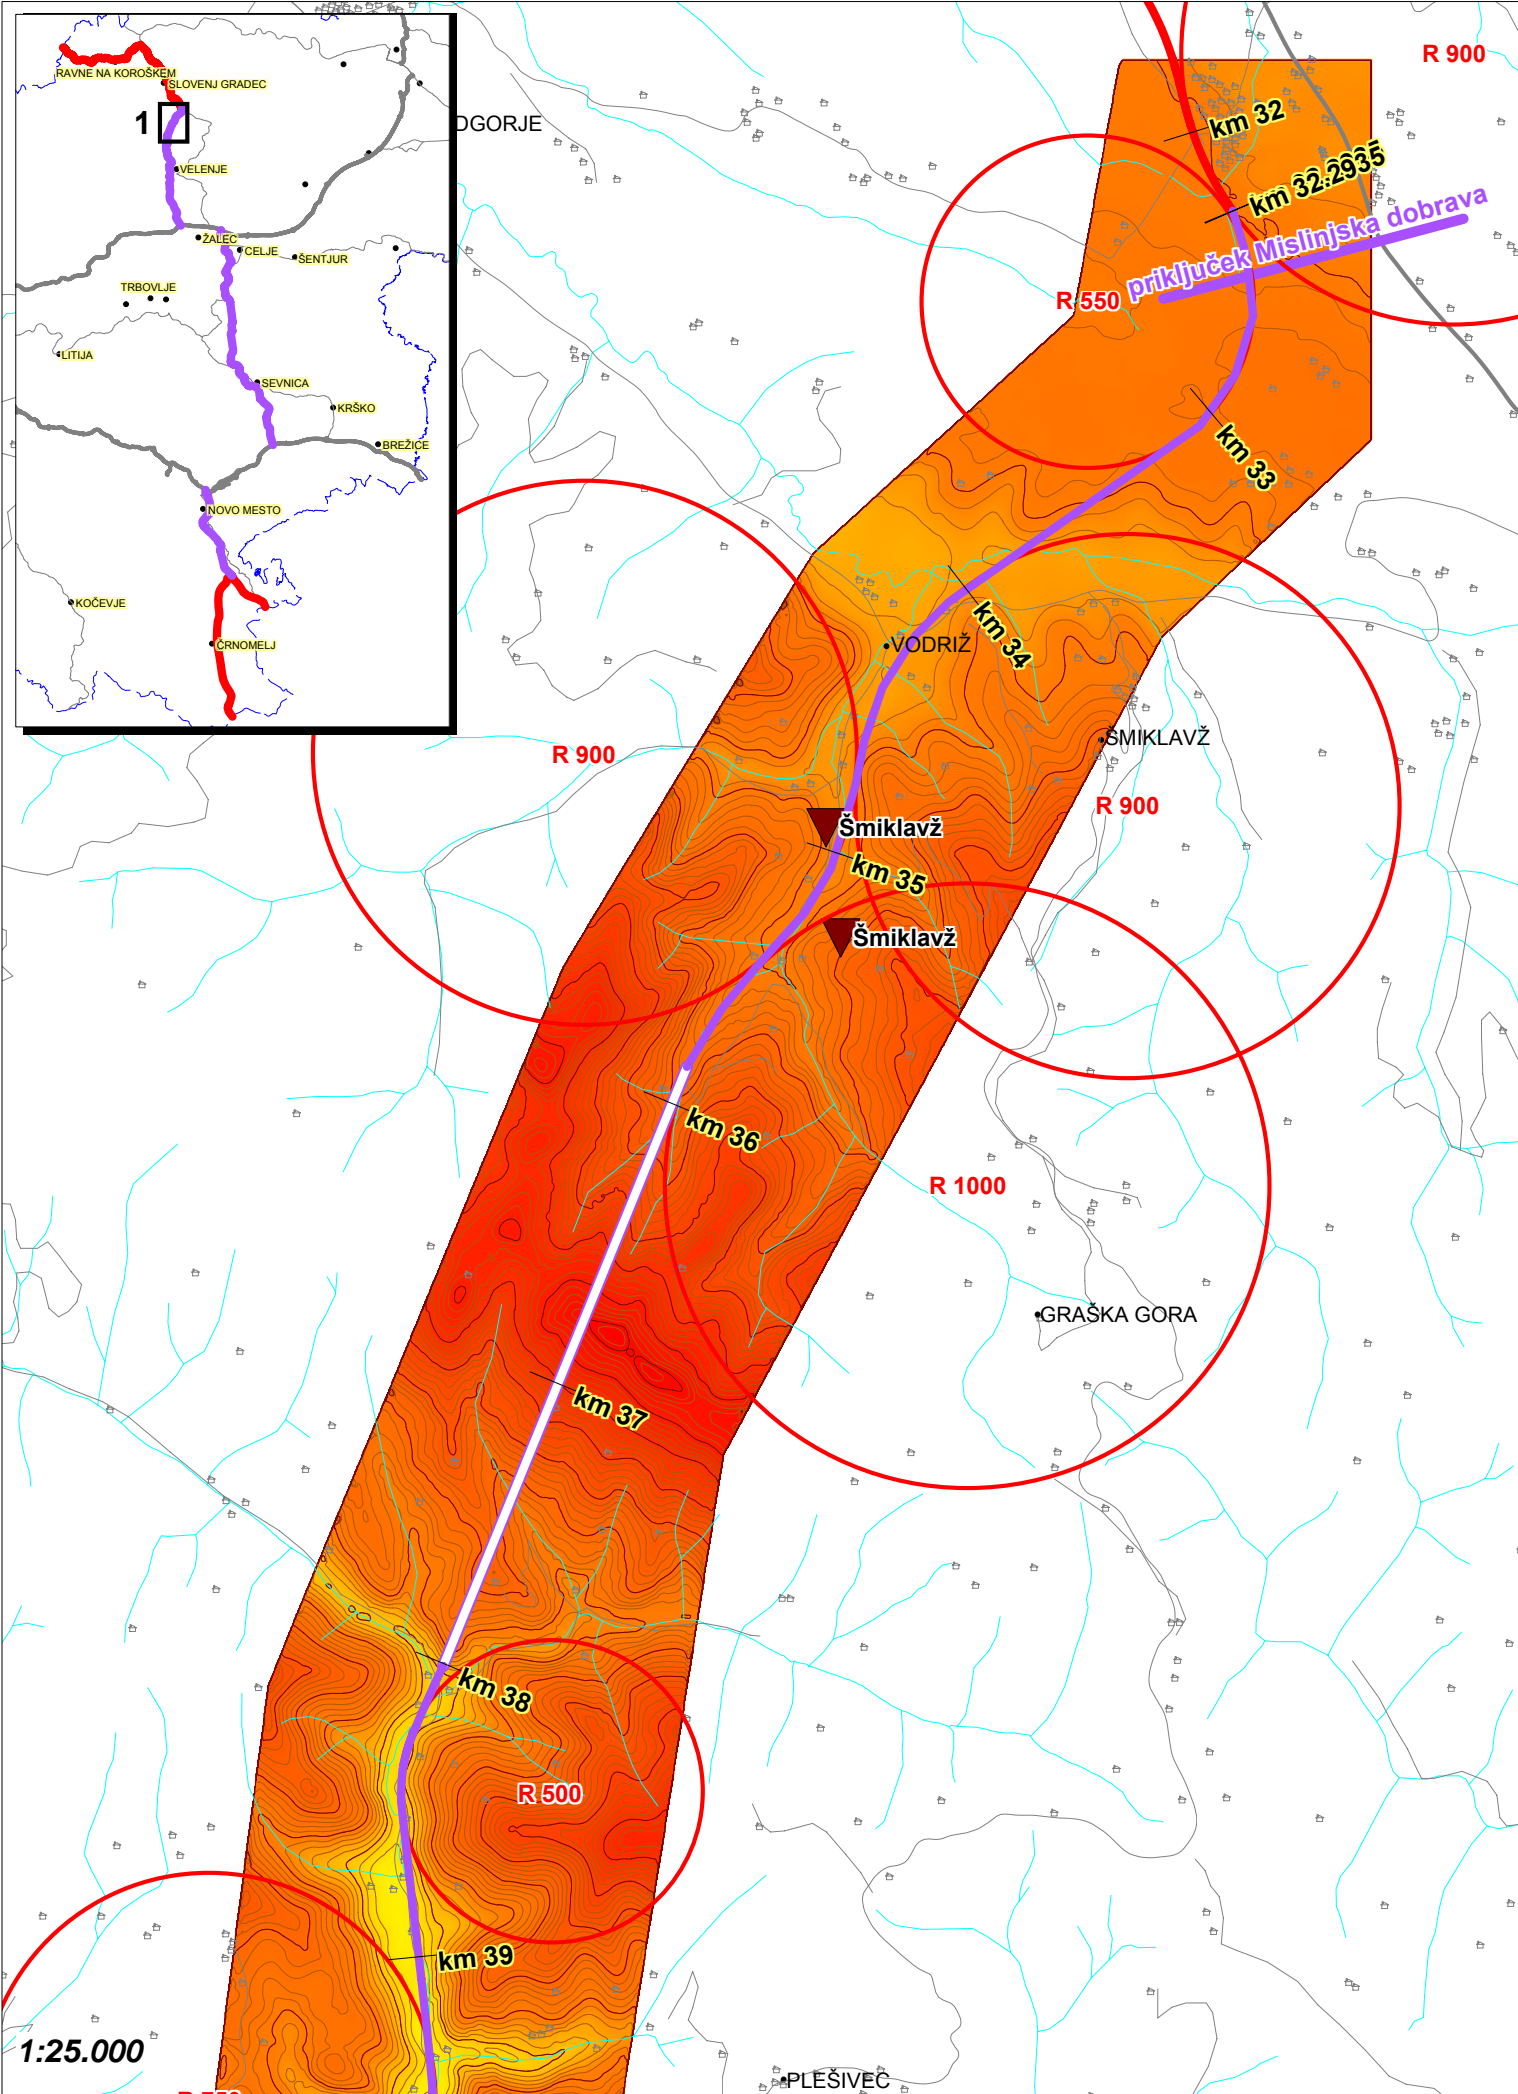 RAVNE NA KOROŠKEM
SLOVENJ GRADEC
1
VELENJE
ŽALEC
CELJE
ŠENTJUR
TRBOVLJE
LITIJA
SEVNICA
KRŠKO
BREŽICE
NOVO MESTO
KOČEVJE
ČRNOMELJ
DGORJE
R 900
km 32
km 32.2935
priključek Mislinjska dobrava
R 550
km 33
km 34
VODRIŽ
ŠMIKLAVŽ
R 900
R 900
Šmiklavž
km 35
Šmiklavž
km 36
R 1000
GRAŠKA GORA
km 37
km 38
R 500
km 39
1:25.000
PLEŠIVEC